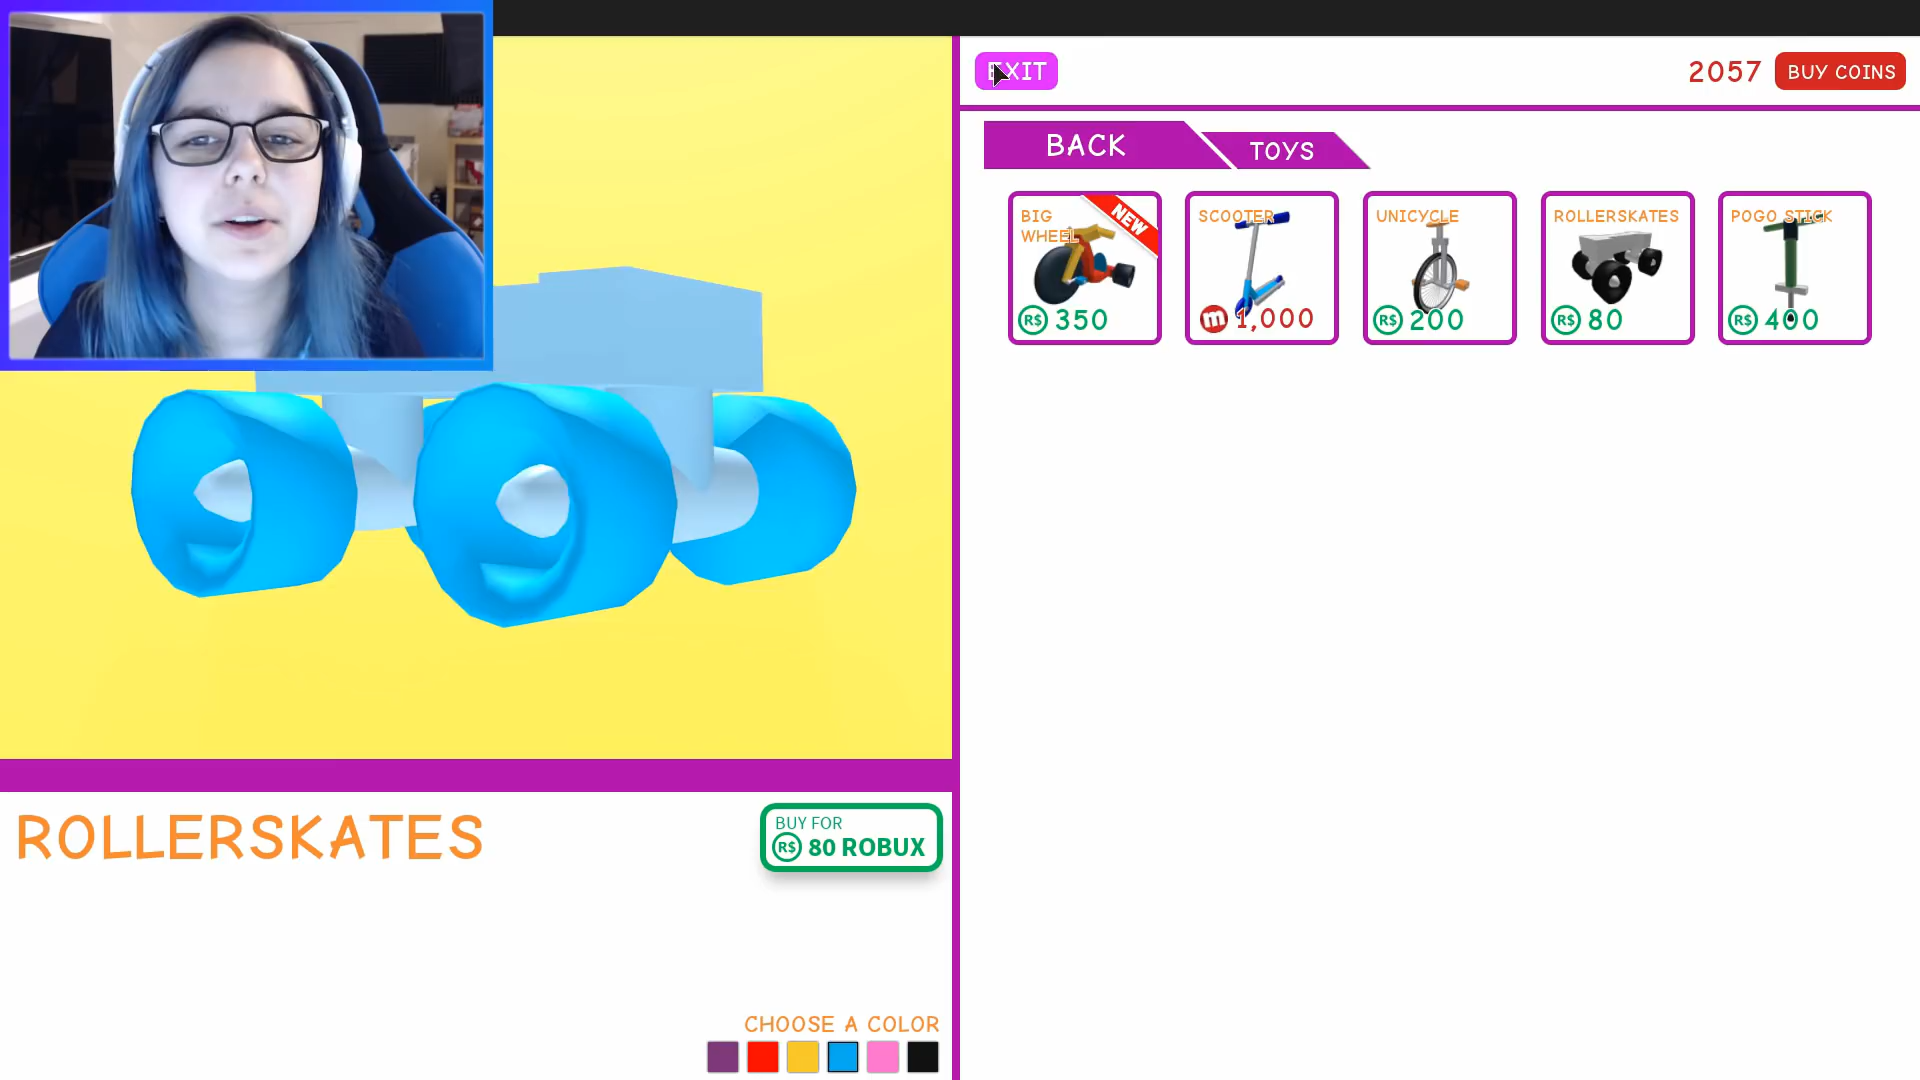 EXIT
2057
BUY COINS
BACK
TOYS
BIG
WHEEL
NEW
R$ 350
SCOOTER
m 1,000
UNICYCLE
R$ 200
ROLLERSKATES
R$ 80
POGO STICK
R$ 400
ROLLERSKATES
BUY FOR
R$ 80 ROBUX
CHOOSE A COLOR